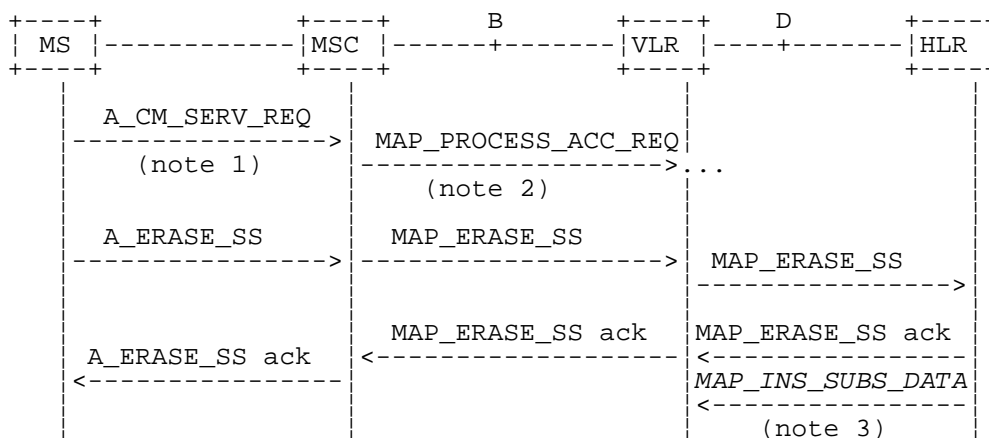 B D
MS MSC VLR HLR
A_CM_SERV_REQ
MAP_PROCESS_ACC_REQ
(note 1) ...
(note 2)
A_ERASE_SS MAP_ERASE_SS
MAP_ERASE_SS
MAP_ERASE_SS ack MAP_ERASE_SS ack
A_ERASE_SS ack
MAP_INS_SUBS_DATA
(note 3)